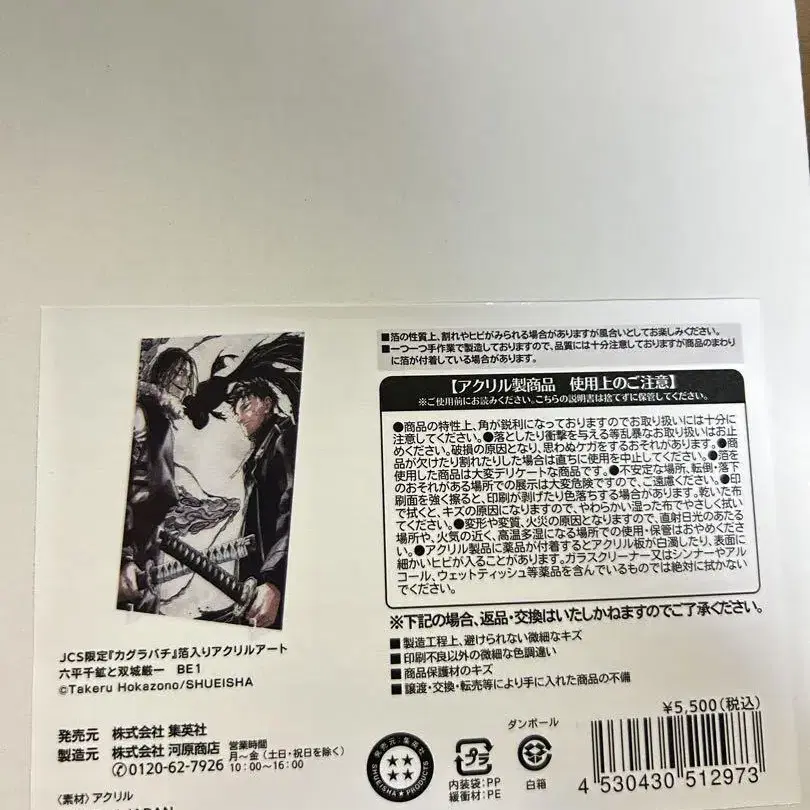 ■箔の性質上、割れやヒビがみられる場合がありますが風合いとしてお楽しみください。
■一つ一つ手作業で製造しておりますので、品質には十分注意しておりますが商品のまわり
に箔が付着している場合があります。
【アクリル製商品 使用上のご注意】
※ご使用前にお読みください。こちらの説明書は捨てずに保管してください。
●商品の特性上、角が鋭利になっておりますのでお取り扱いには十分に
注意してください。●落としたり衝撃を与える等乱暴なお取り扱いはお止
めください。破損の原因となり、思わぬケガをするおそれがあります。●商
品が欠けたり割れたりした場合は直ちに使用を中止してください。●箔を
使用した商品は大変デリケートな商品です。●不安定な場所、転倒・落下
のおそれがある場所での展示は大変危険ですので、ご遠慮ください。●印
刷面を強く擦ると、印刷が剥げたり色落ちする場合があります。乾いた布
で拭くと、キズの原因になりますので、やわらかい湿った布でやさしく拭い
てください。●変形や変質、火災の原因となりますので、直射日光のあたる
場所や、火気の近く、高温多湿になる場所での使用・保管はおやめくださ
い。●アクリル製品に薬品が付着するとアクリル板が白濁したり、表面に
細かいヒビが入ることがあります。ガラスクリーナー又はシンナーやアル
コール、ウェットティッシュ等薬品を含んでいるものでは絶対に拭かない
でください。
※下記の場合、返品・交換はいたしかねますのでご了承ください。
■製造工程上、避けられない微細なキズ
■印刷不良以外の微細な色調違い
■商品保護材のキズ
■譲渡・交換・転売等により手に入れた商品の不備
JCS限定『カグラバチ』箔入りアクリルアート
六平千鉱と双城厳一 BE1
©Takeru Hokazono/SHUEISHA
発売元 株式会社 集英社
製造元 株式会社 河原商店
✆0120-62-7926
営業時間
月～金(土日・祝日を除く)
10:00～16:00
〈素材〉アクリル
発売元:集英社
SHUEISHA PRODUCTS
プラ
内装袋:PP
緩衝材:PE
ダンボール
白箱
¥5,500(税込)
4 530430 512973